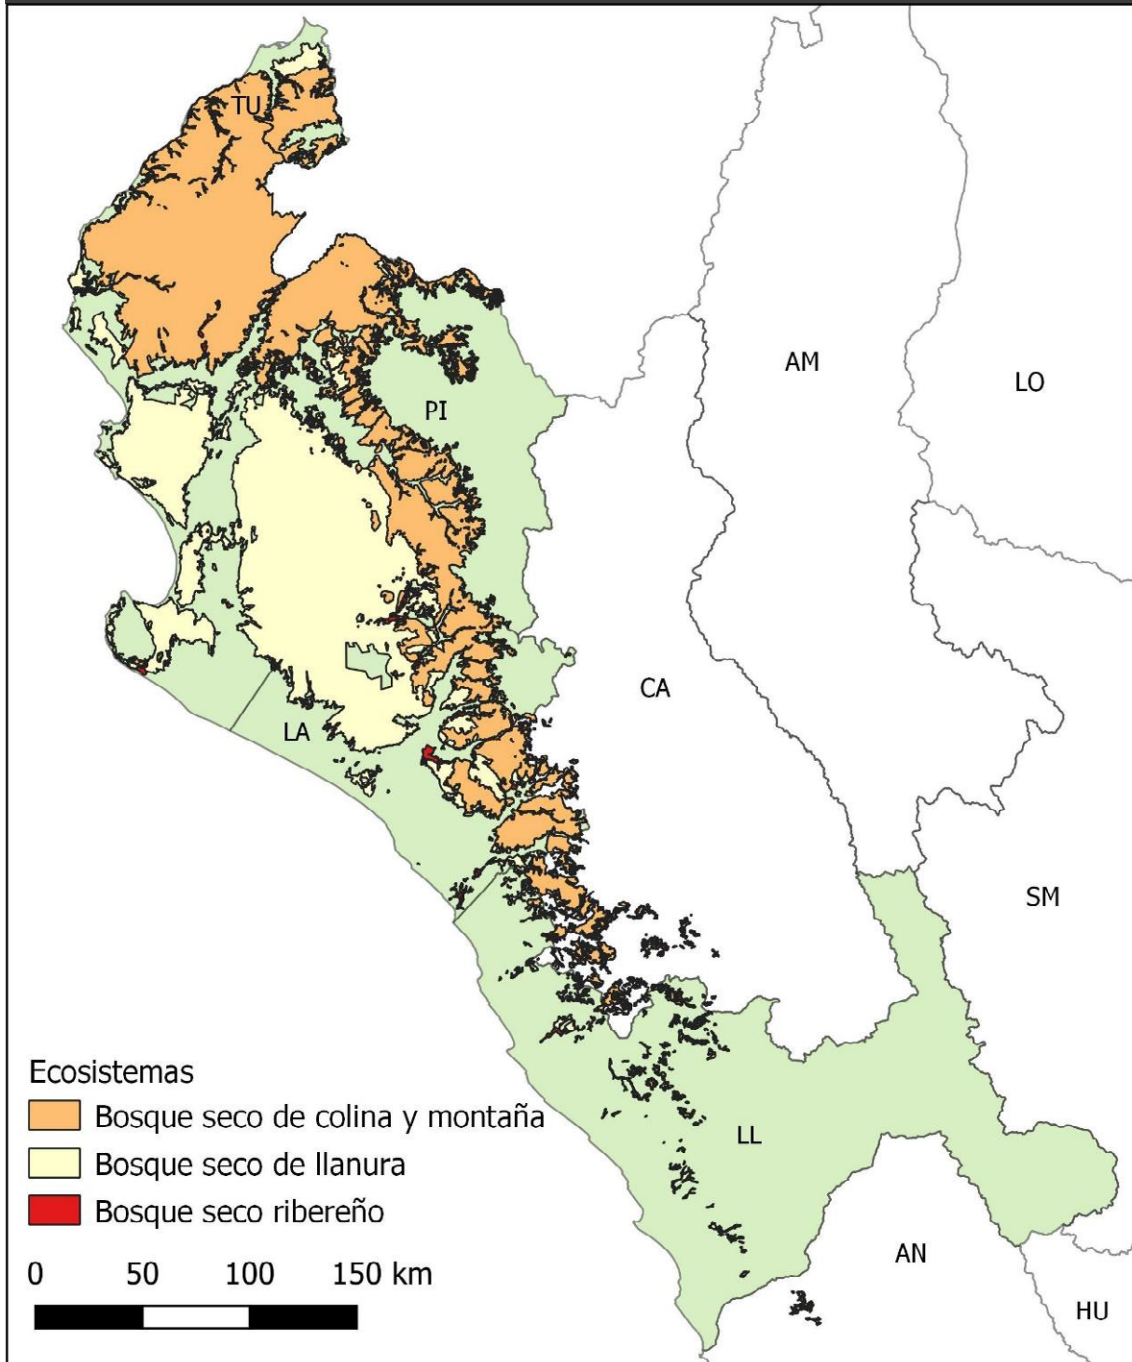 TU
AM
LO
PI
CA
LA
SM
LL
AN
HU
Ecosistemas
Bosque seco de colina y montaña
Bosque seco de llanura
Bosque seco ribereño
0 50 100 150 km